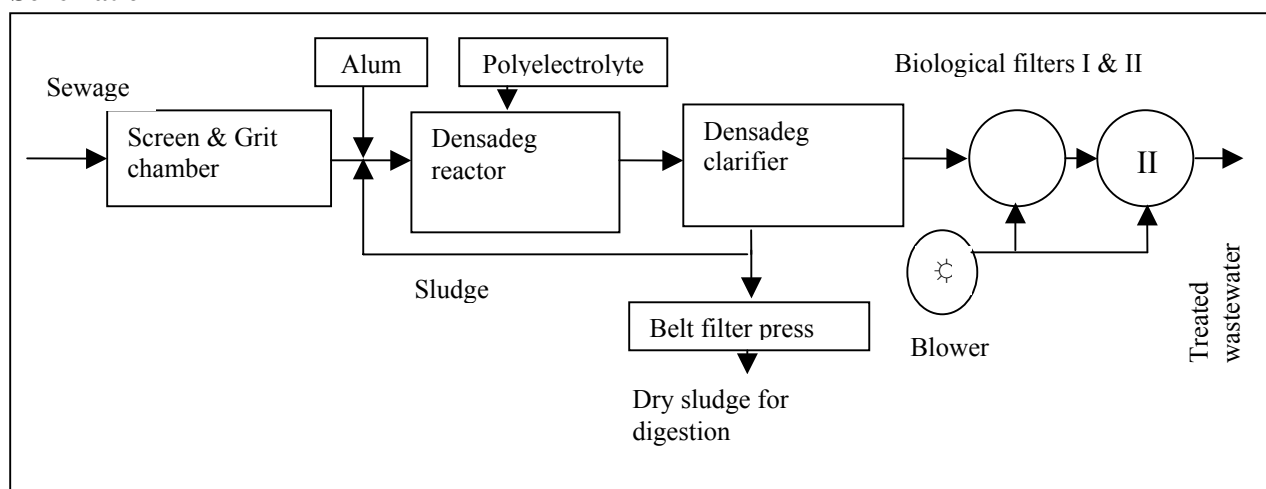 Alum
Polyelectrolyte
Biological filters I & II
Sewage
Screen & Grit
chamber
Densadeg
reactor
Densadeg
clarifier
II
Sludge
Belt filter press
Blower
Treated
wastewater
Dry sludge for
digestion